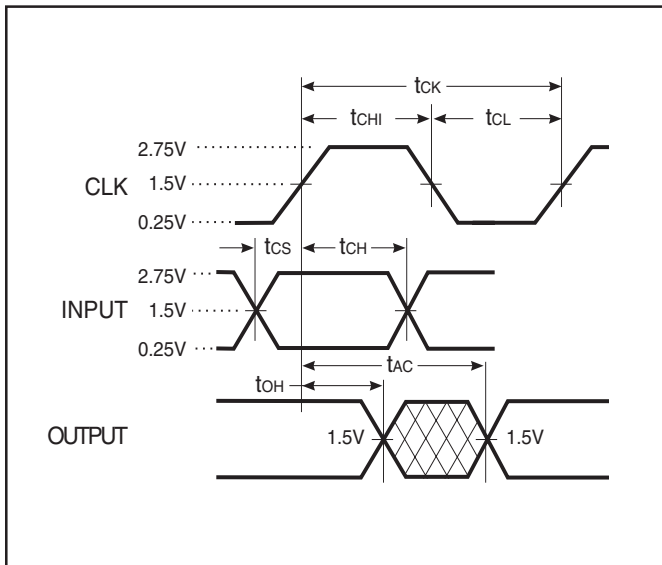 tCK
tCHI tCL
2.75V
CLK 1.5V
0.25V
tCS tCH
2.75V
INPUT 1.5V
0.25V
tAC
tOH
OUTPUT 1.5V 1.5V